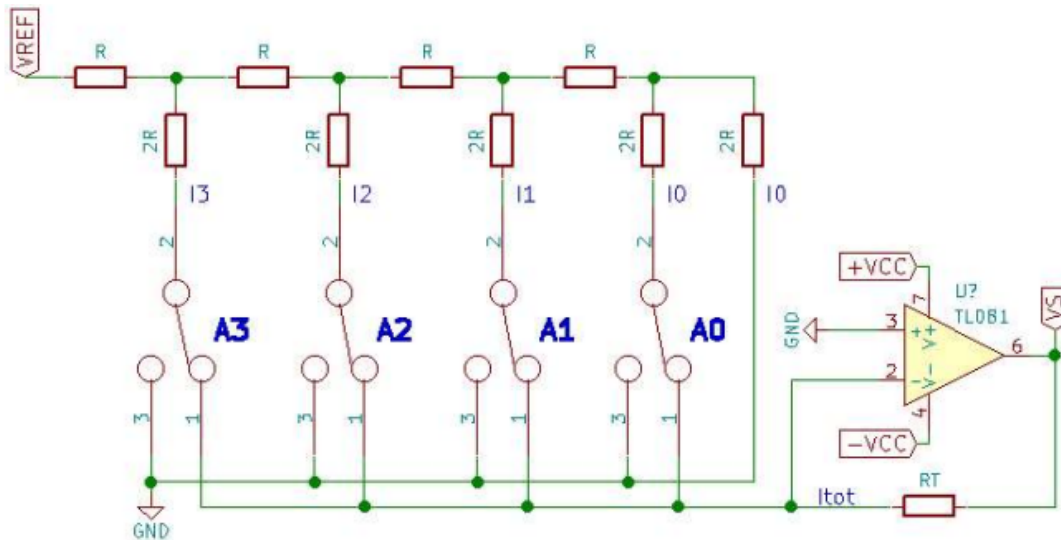 VREF
R
R
R
R
2R
2R
2R
2R
2R
I3
I2
I1
I0
I0
2
2
2
2
A3
A2
A1
A0
3
1
3
1
3
1
3
1
GND
+VCC
U?
TL081
VS
GND
3
+
V+
7
6
2
-
V-
4
-VCC
Itot
RT